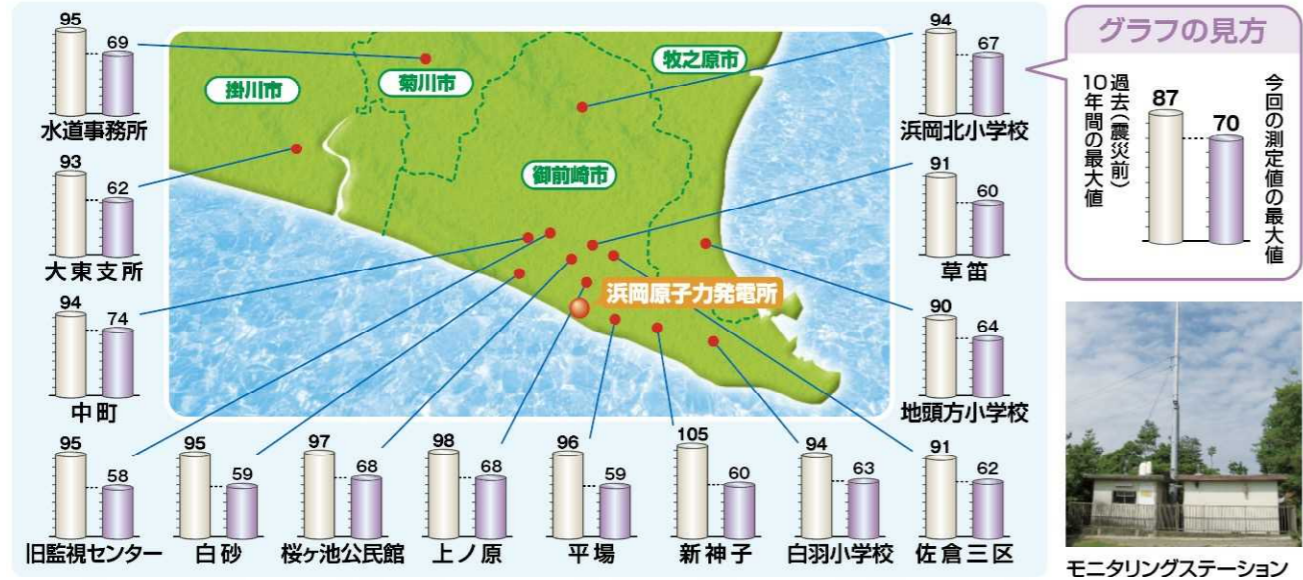 95
69
水道事務所
93
62
大東支所
94
74
中町
掛川市
菊川市
牧之原市
御前崎市
浜岡原子力発電所
94
67
浜岡北小学校
91
60
草笛
90
64
地頭方小学校
95
58
旧監視センター
95
59
白砂
97
68
桜ヶ池公民館
98
68
上ノ原
96
59
平場
105
60
新神子
94
63
白羽小学校
91
62
佐倉三区
グラフの見方
過去(震災前)
10年間の最大値
87
70
今回の測定値の最大値
モニタリングステーション